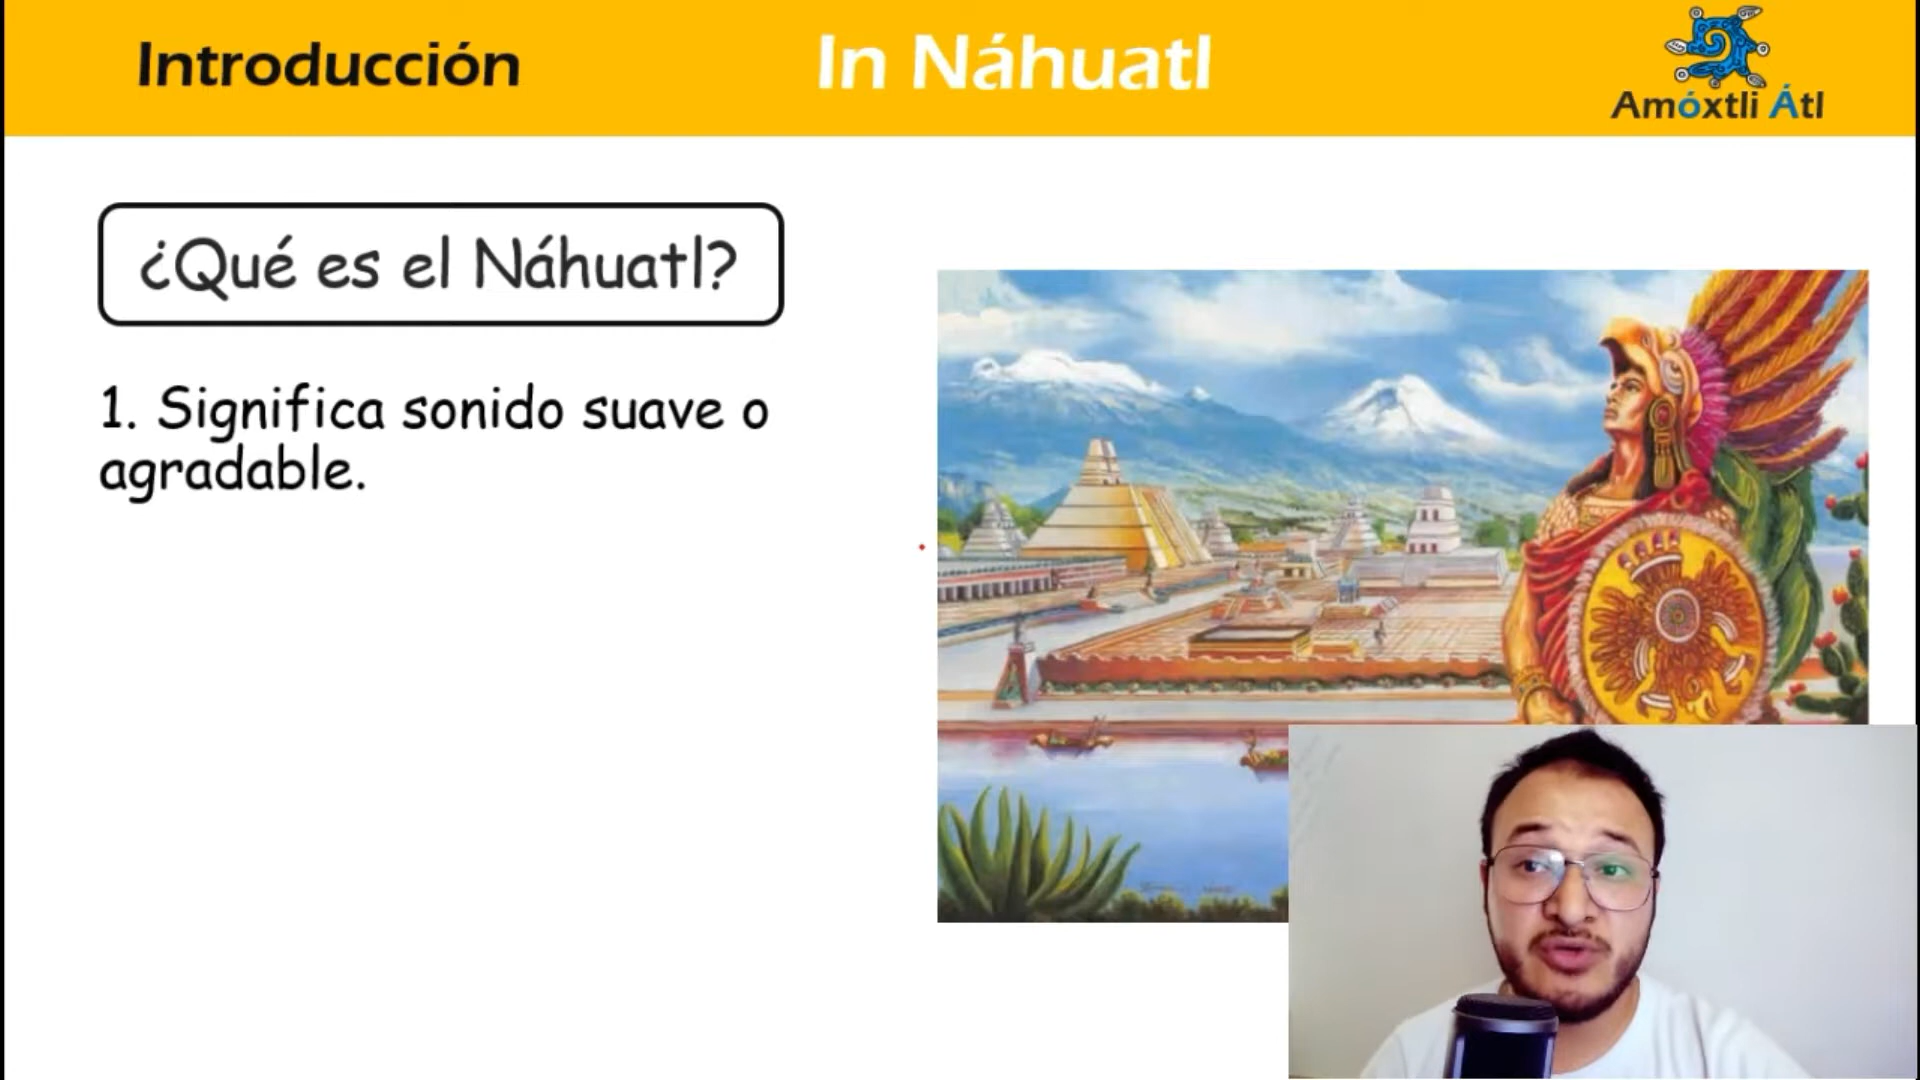 Introducción
In Náhuatl
Amóxtli Átl
¿Qué es el Náhuatl?
1. Significa sonido suave o
agradable.